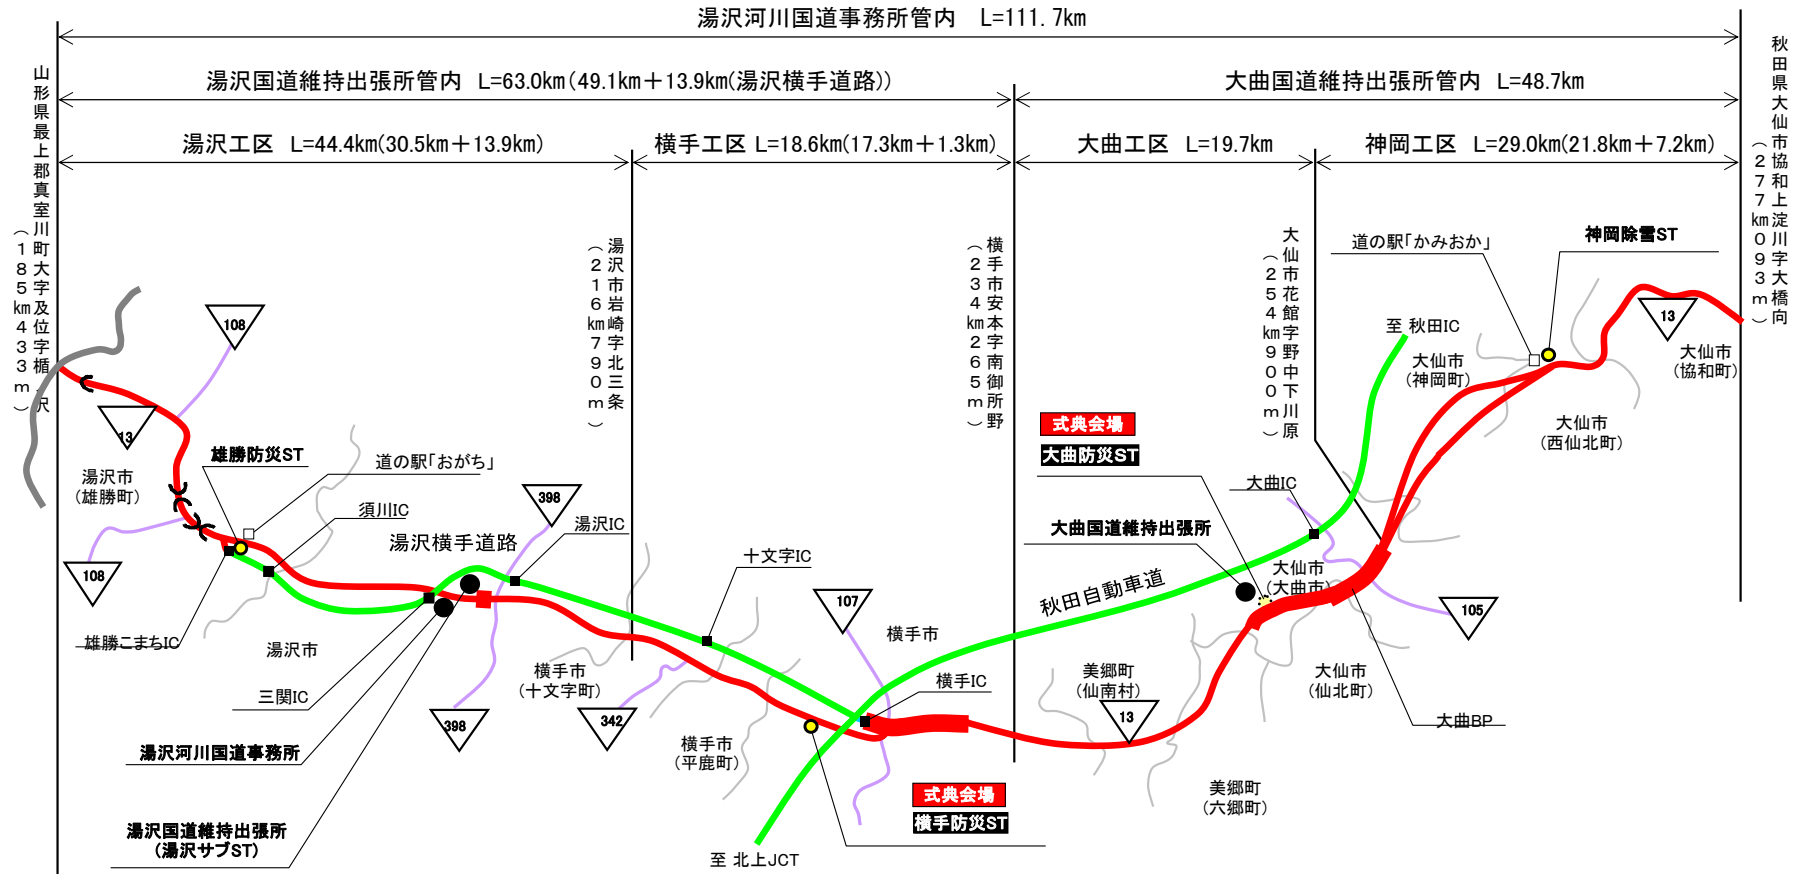 湯沢河川国道事務所管内　L=111.7km
湯沢国道維持出張所管内　L=63.0km(49.1km＋13.9km(湯沢横手道路))
大曲国道維持出張所管内　L=48.7km
湯沢工区　L=44.4km(30.5km＋13.9km)
横手工区　L=18.6km(17.3km＋1.3km)
大曲工区　L=19.7km
神岡工区　L=29.0km(21.8km＋7.2km)
山形県最上郡真室川町大字及位字楯ノ沢
（185km433m）
湯沢市岩崎字北三条
（216km790m）
横手市安本字南御所野
（234km265m）
大仙市花館字野中下川原
（254km900m）
秋田県大仙市協和上淀川字大橋向
（277km093m）
道の駅「かみおか」
神岡除雪ST
108
13
至 秋田IC
13
大仙市
(神岡町)
大仙市
(協和町)
大仙市
(西仙北町)
式典会場
大曲防災ST
雄勝防災ST
道の駅「おがち」
湯沢市
(雄勝町)
須川IC
398
湯沢IC
湯沢横手道路
大曲IC
大曲国道維持出張所
十文字IC
秋田自動車道
大仙市
(大曲市)
108
107
105
雄勝こまちIC
湯沢市
横手市
横手市
(十文字町)
三関IC
398
342
横手IC
美郷町
(仙南村)
大仙市
(仙北町)
13
大曲BP
湯沢河川国道事務所
横手市
(平鹿町)
式典会場
横手防災ST
美郷町
(六郷町)
湯沢国道維持出張所
(湯沢サブST)
至 北上JCT